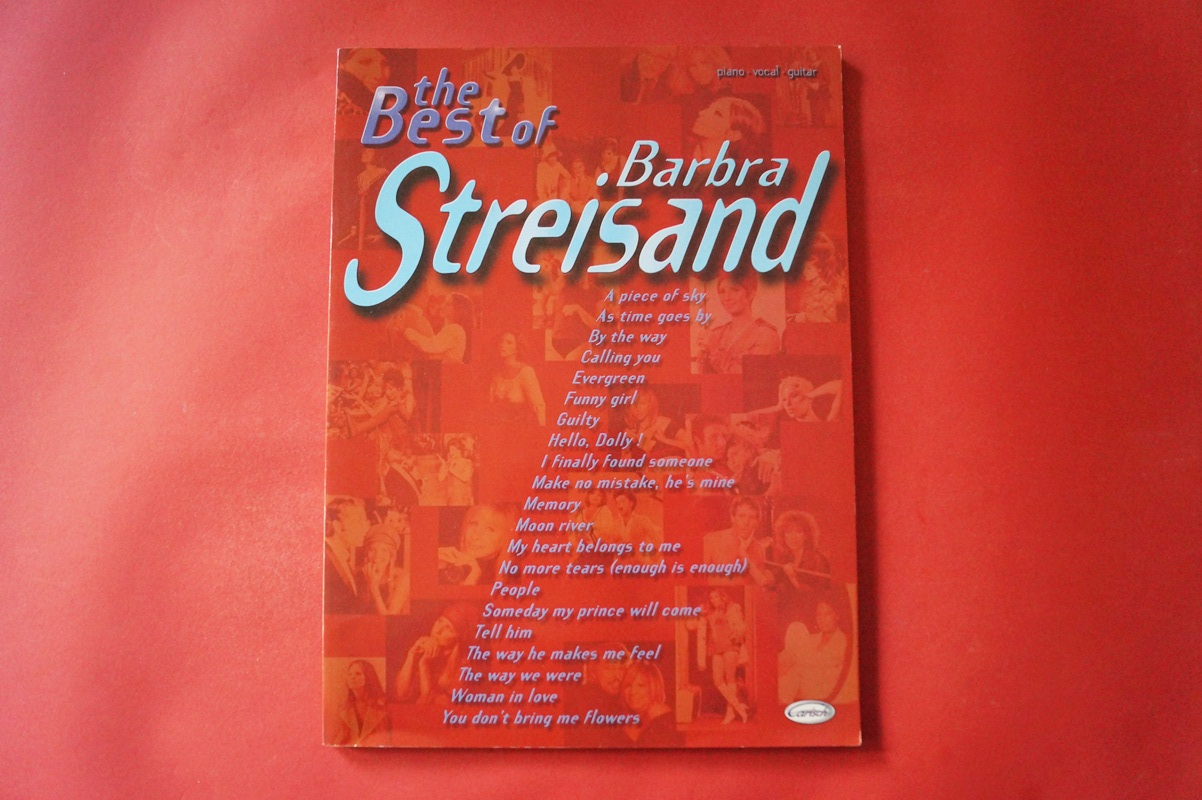 piano · vocal · guitar
the
Best of
Barbra
Streisand
A piece of sky
As time goes by
By the way
Calling you
Evergreen
Funny girl
Guilty
Hello, Dolly !
I finally found someone
Make no mistake, he's mine
Memory
Moon river
My heart belongs to me
No more tears (enough is enough)
People
Someday my prince will come
Tell him
The way he makes me feel
The way we were
Woman in love
You don't bring me flowers
Carisch